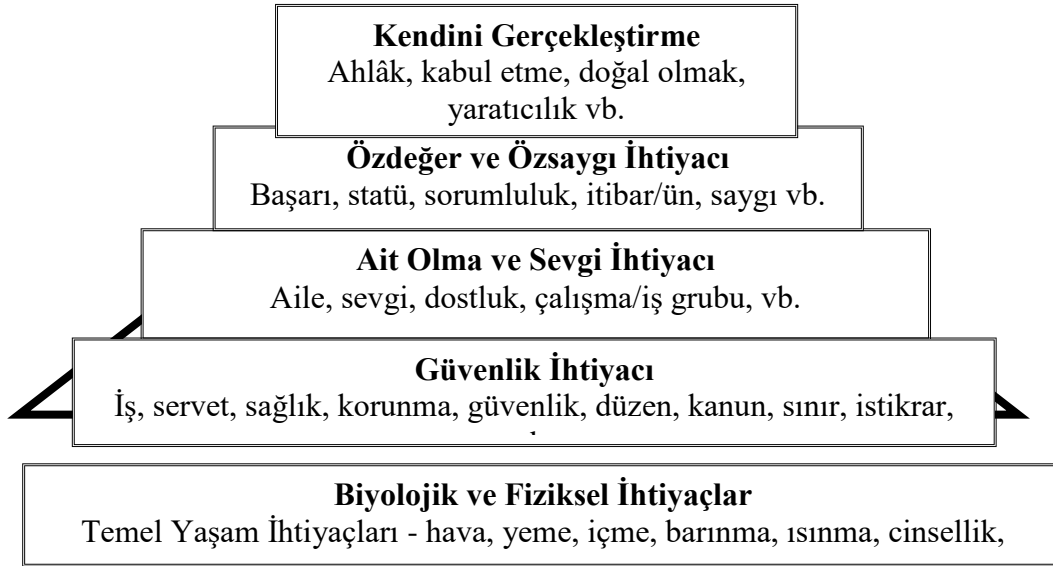 Kendini Gerçekleştirme
Ahlâk, kabul etme, doğal olmak,
yaratıcılık vb.
Özdeğer ve Özsaygı İhtiyacı
Başarı, statü, sorumluluk, itibar/ün, saygı vb.
Ait Olma ve Sevgi İhtiyacı
Aile, sevgi, dostluk, çalışma/iş grubu, vb.
Güvenlik İhtiyacı
İş, servet, sağlık, korunma, güvenlik, düzen, kanun, sınır, istikrar,
Biyolojik ve Fiziksel İhtiyaçlar
Temel Yaşam İhtiyaçları - hava, yeme, içme, barınma, ısınma, cinsellik,